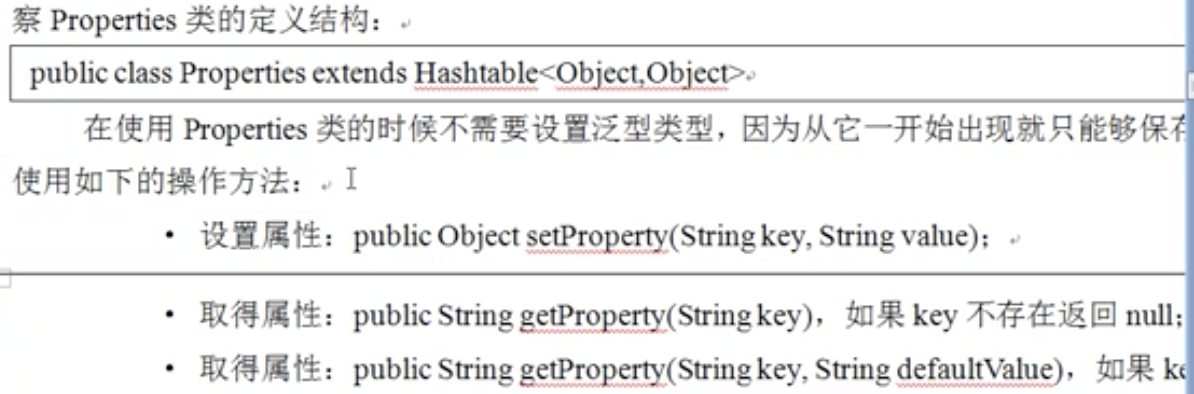 察 Properties 类的定义结构：
public class Properties extends Hashtable<Object,Object>
在使用 Properties 类的时候不需要设置泛型类型，因为从它一开始出现就只能够保存
使用如下的操作方法：
• 设置属性：public Object setProperty(String key, String value)；
• 取得属性：public String getProperty(String key)，如果 key 不存在返回 null；
• 取得属性：public String getProperty(String key, String defaultValue)，如果 ke